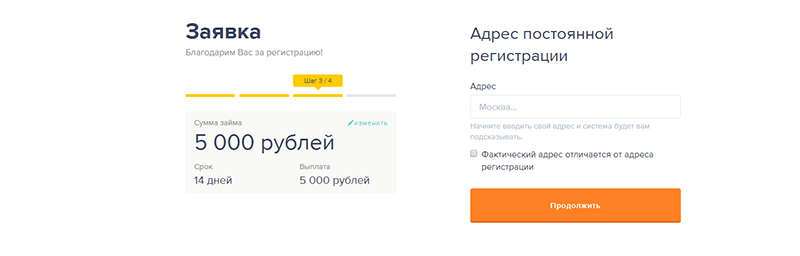 Заявка
Благодарим Вас за регистрацию!
Шаг 3 / 4
Сумма займа
изменить
5 000 рублей
Срок
Выплата
14 дней
5 000 рублей
Адрес постоянной
регистрации
Адрес
Москва...
Начните вводить свой адрес и система будет вам
подсказывать.
Фактический адрес отличается от адреса
регистрации
Продолжить